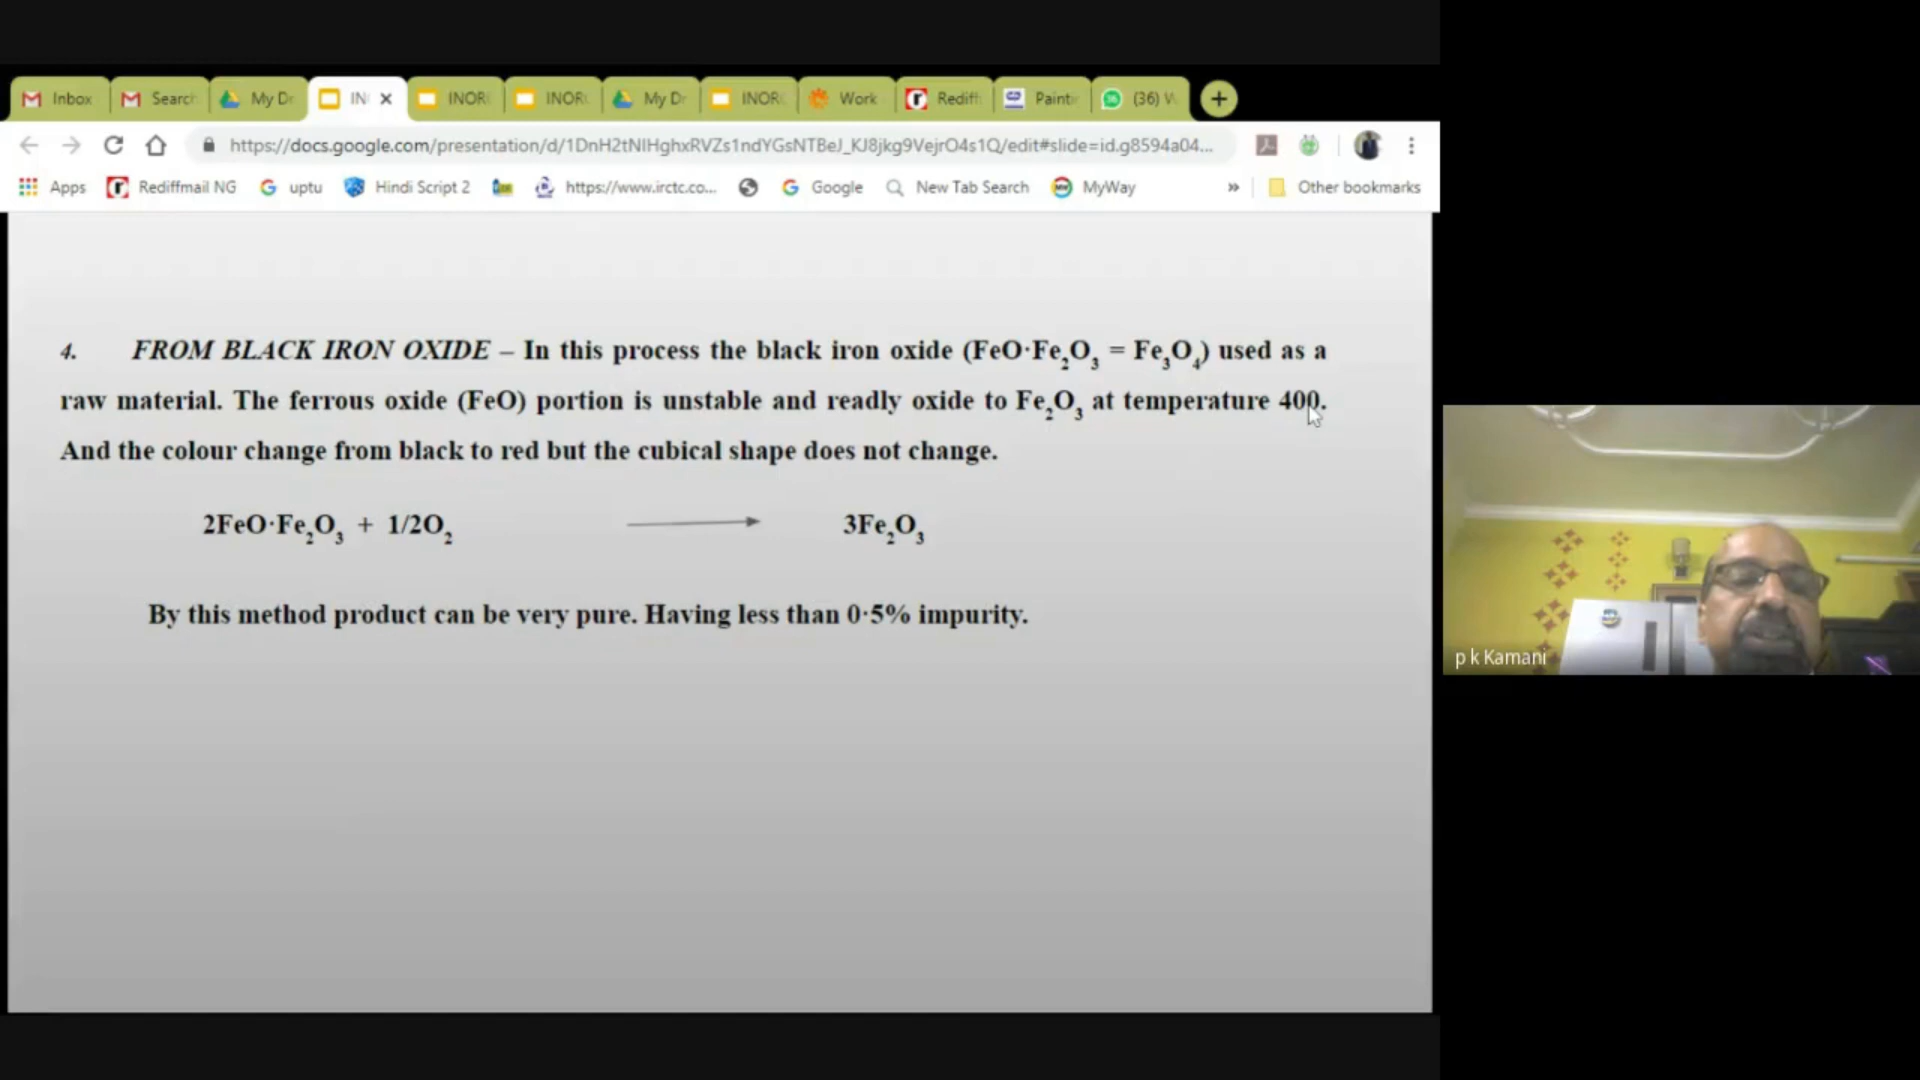 Inbox Search My Dr IN INOR INOR My Dr INOR Work Rediff Painti (36) W
https://docs.google.com/presentation/d/1DnH2tNlHghxRVZs1ndYGsNTBeJ_KJ8jkg9VejrO4s1Q/edit#slide=id.g8594a04...
Apps Rediffmail NG uptu Hindi Script 2 https://www.irctc.co... Google New Tab Search MyWay » Other bookmarks
4. FROM BLACK IRON OXIDE – In this process the black iron oxide (FeO·Fe₂O₃ = Fe₃O₄) used as a
raw material. The ferrous oxide (FeO) portion is unstable and readly oxide to Fe₂O₃ at temperature 400.
And the colour change from black to red but the cubical shape does not change.
2FeO·Fe₂O₃ + 1/2O₂ → 3Fe₂O₃
By this method product can be very pure. Having less than 0·5% impurity.
p k Kamani